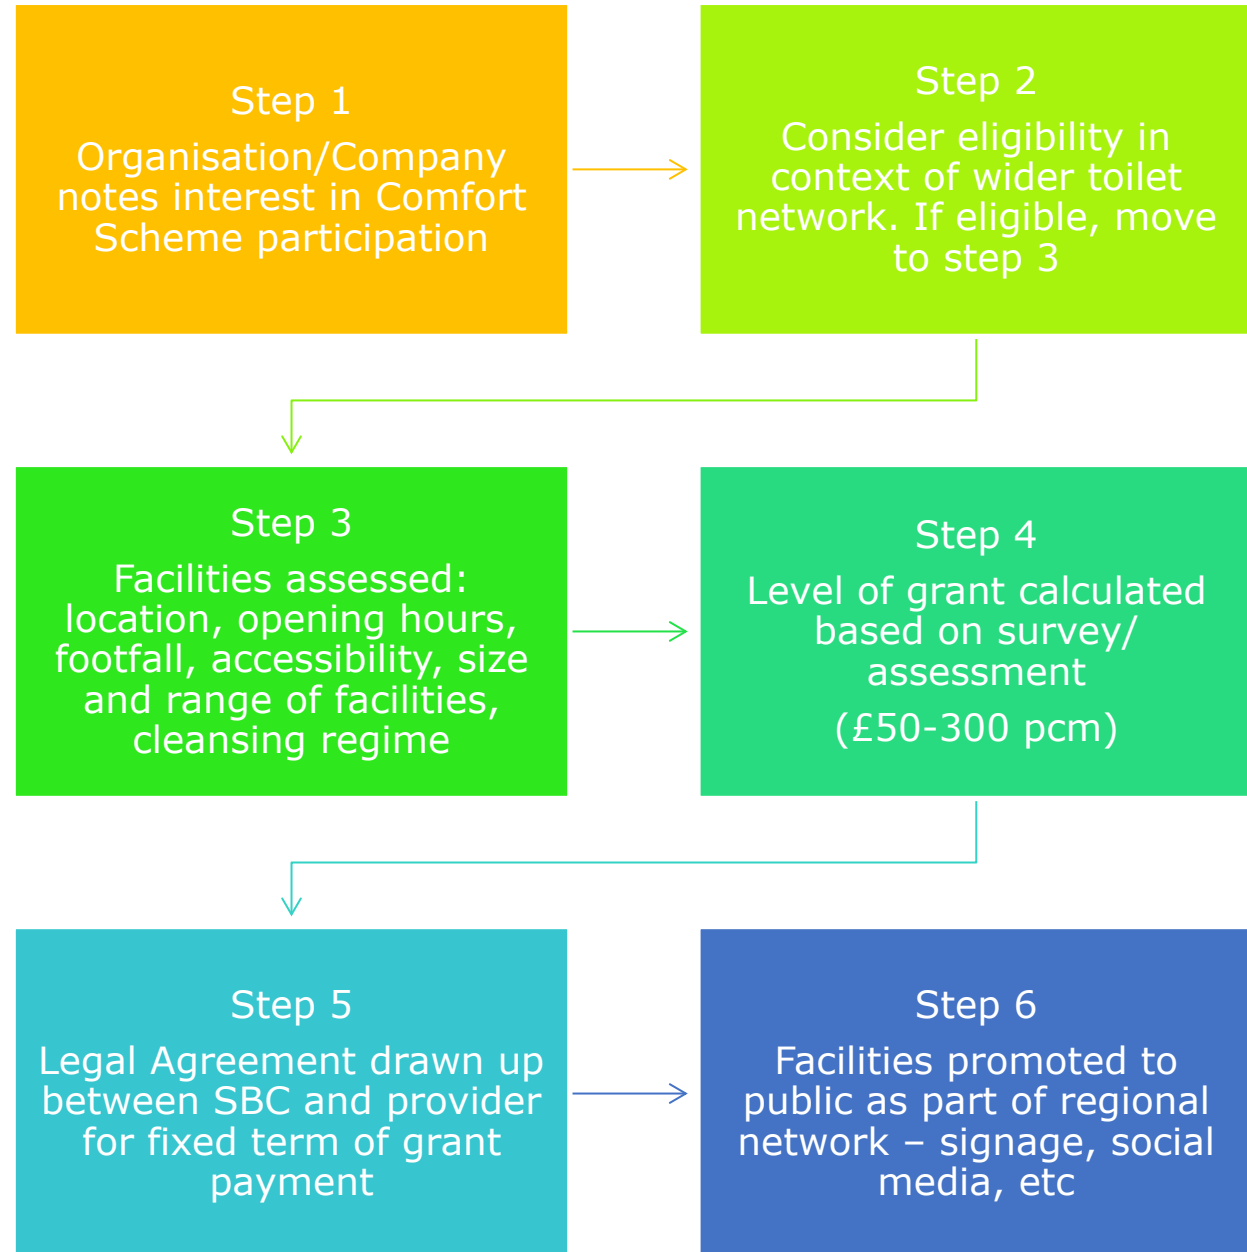 Step 1
Organisation/Company
notes interest in Comfort
Scheme participation
Step 2
Consider eligibility in
context of wider toilet
network. If eligible, move
to step 3
Step 3
Facilities assessed:
location, opening hours,
footfall, accessibility, size
and range of facilities,
cleansing regime
Step 4
Level of grant calculated
based on survey/
assessment
(£50-300 pcm)
Step 5
Legal Agreement drawn up
between SBC and provider
for fixed term of grant
payment
Step 6
Facilities promoted to
public as part of regional
network – signage, social
media, etc